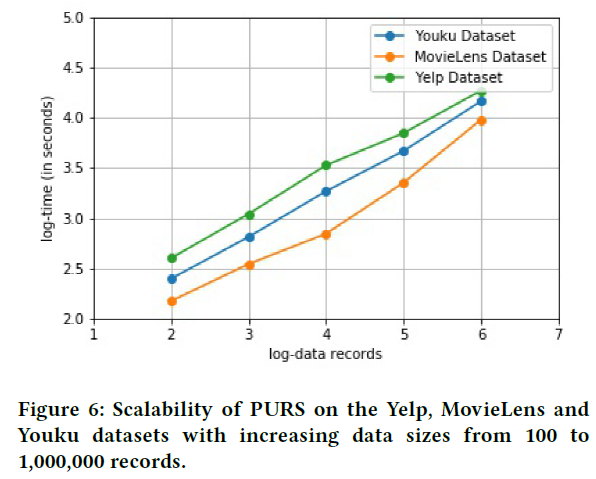 5.0
4.5
4.0
3.5
3.0
2.5
2.0
log-time (in seconds)
Youku Dataset
MovieLens Dataset
Yelp Dataset
1 2 3 4 5 6 7
log-data records
Figure 6: Scalability of PURS on the Yelp, MovieLens and
Youku datasets with increasing data sizes from 100 to
1,000,000 records.